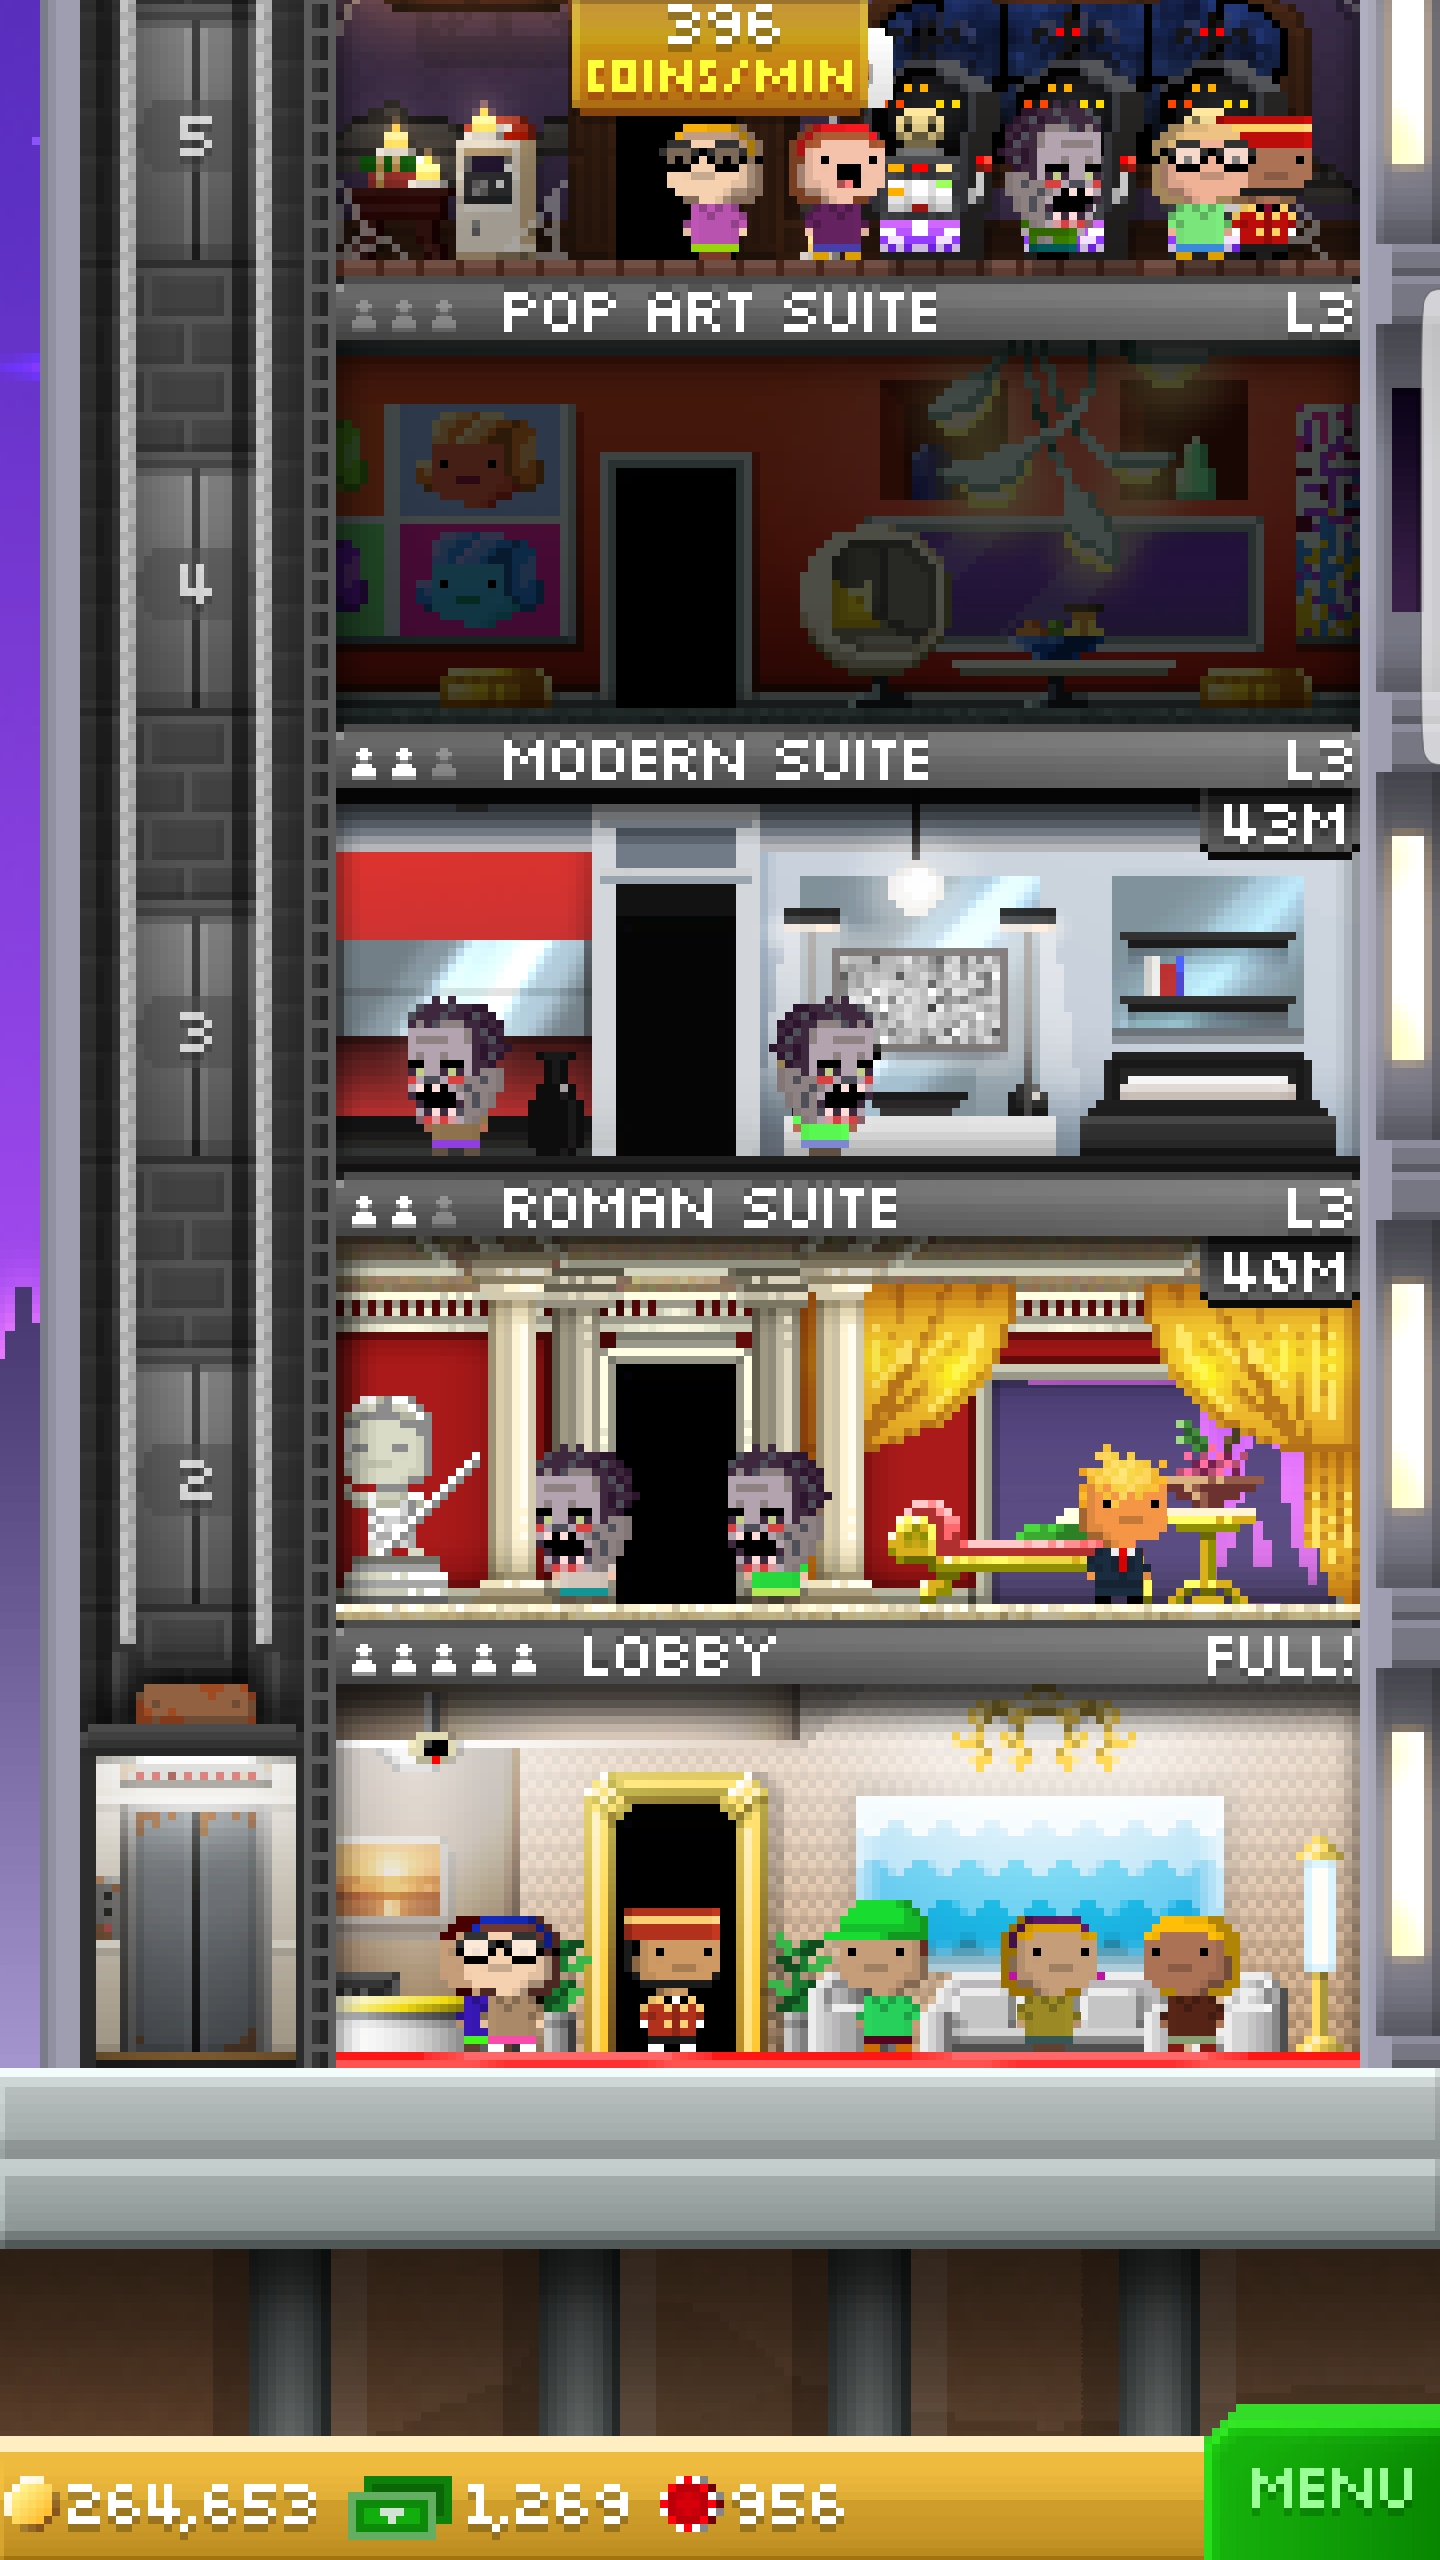 396
COINS/MIN
5
POP ART SUITE L3
4
MODERN SUITE L3
43M
3
ROMAN SUITE L3
40M
2
LOBBY FULL!
264,653 1,269 956
MENU